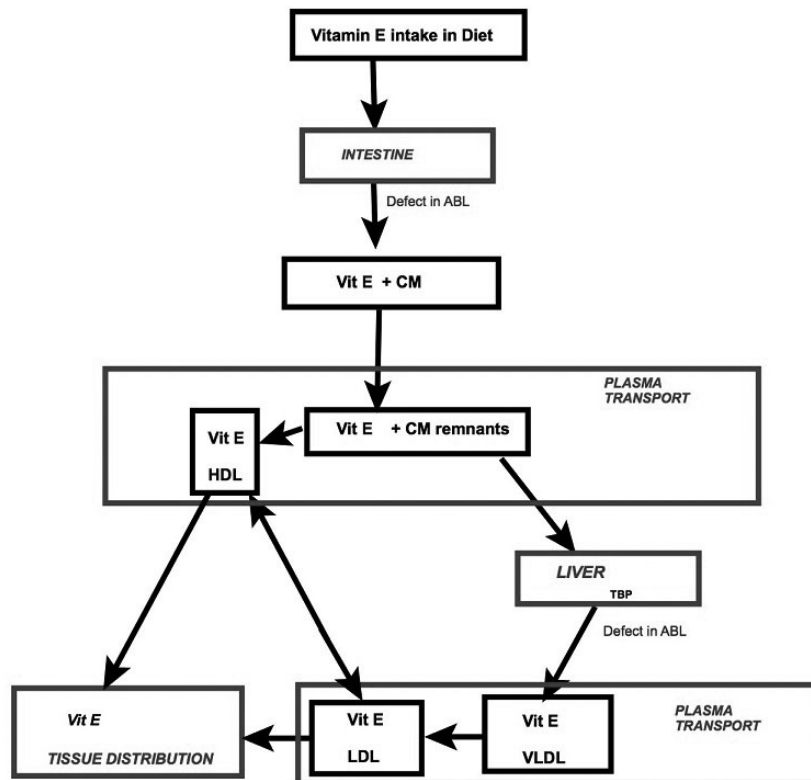 Vitamin E intake in Diet
INTESTINE
Defect in ABL
Vit E + CM
PLASMA
TRANSPORT
Vit E + CM remnants
Vit E
HDL
LIVER
TBP
Defect in ABL
Vit E
TISSUE DISTRIBUTION
Vit E
LDL
Vit E
VLDL
PLASMA
TRANSPORT